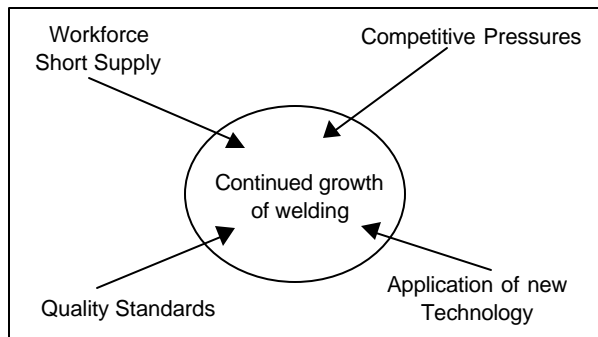 Workforce
Short Supply
Competitive Pressures
Continued growth
of welding
Quality Standards
Application of new
Technology